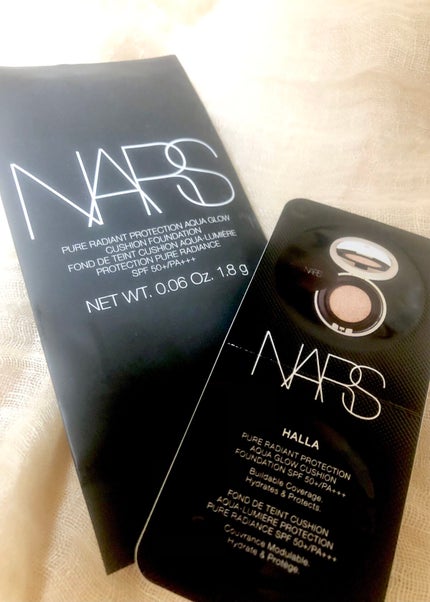 NARS
PURE RADIANT PROTECTION AQUA GLOW
CUSHION FOUNDATION
FOND DE TEINT CUSHION AQUA-LUMIÈRE
PROTECTION PURE RADIANCE
SPF 50+/PA+++
NET WT. 0.06 Oz. 1.8 g
NARS
NARS
HALLA
PURE RADIANT PROTECTION
AQUA GLOW CUSHION
FOUNDATION SPF 50+/PA+++
Buildable Coverage
Hydrates & Protects.
FOND DE TEINT CUSHION
AQUA-LUMIÈRE PROTECTION
PURE RADIANCE SPF 50+/PA+++
Couvrance Modulable.
Hydrate & Protège.